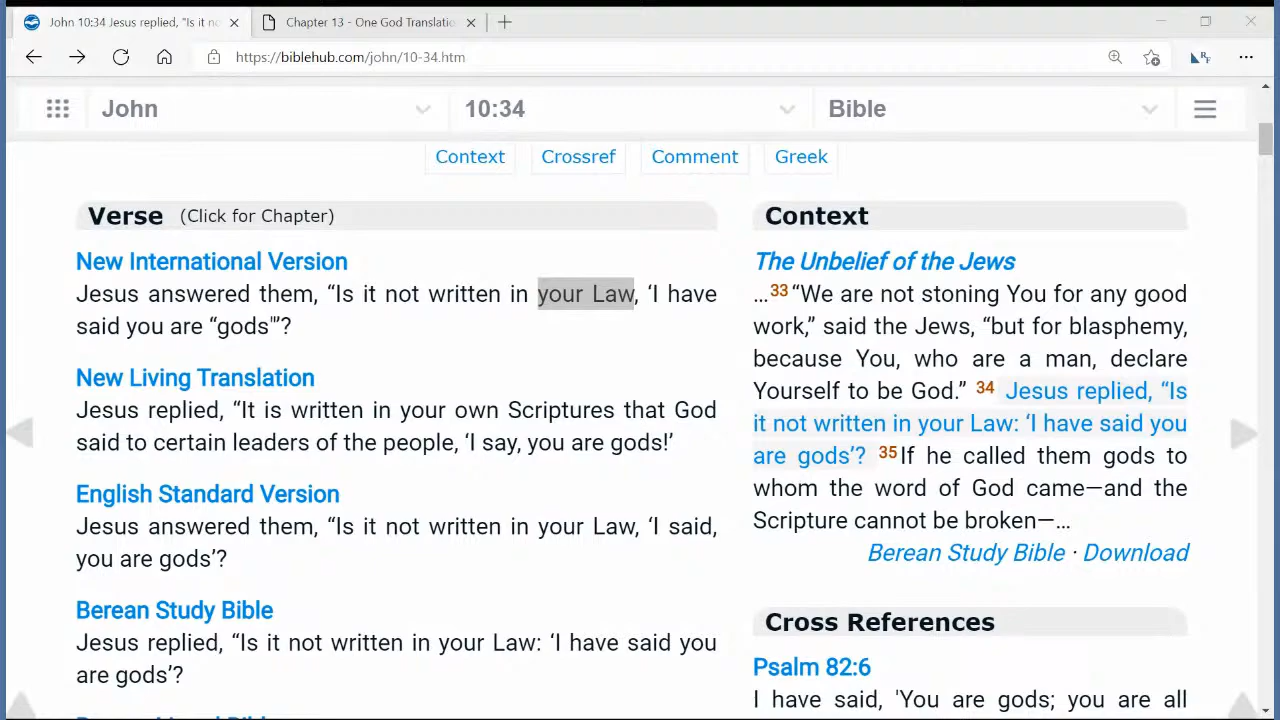 John 10:34 Jesus replied, "Is it no
Chapter 13 - One God Translatio
https://biblehub.com/john/10-34.htm
John
10:34
Bible
Context
Crossref
Comment
Greek
Verse (Click for Chapter)
New International Version
Jesus answered them, “Is it not written in your Law, ‘I have
said you are “gods”’?
New Living Translation
Jesus replied, “It is written in your own Scriptures that God
said to certain leaders of the people, ‘I say, you are gods!’
English Standard Version
Jesus answered them, “Is it not written in your Law, ‘I said,
you are gods’?
Berean Study Bible
Jesus replied, “Is it not written in your Law: ‘I have said you
are gods’?
Context
The Unbelief of the Jews
…33“We are not stoning You for any good
work,” said the Jews, “but for blasphemy,
because You, who are a man, declare
Yourself to be God.” 34 Jesus replied, “Is
it not written in your Law: ‘I have said you
are gods’? 35If he called them gods to
whom the word of God came—and the
Scripture cannot be broken—…
Berean Study Bible · Download
Cross References
Psalm 82:6
I have said, 'You are gods; you are all